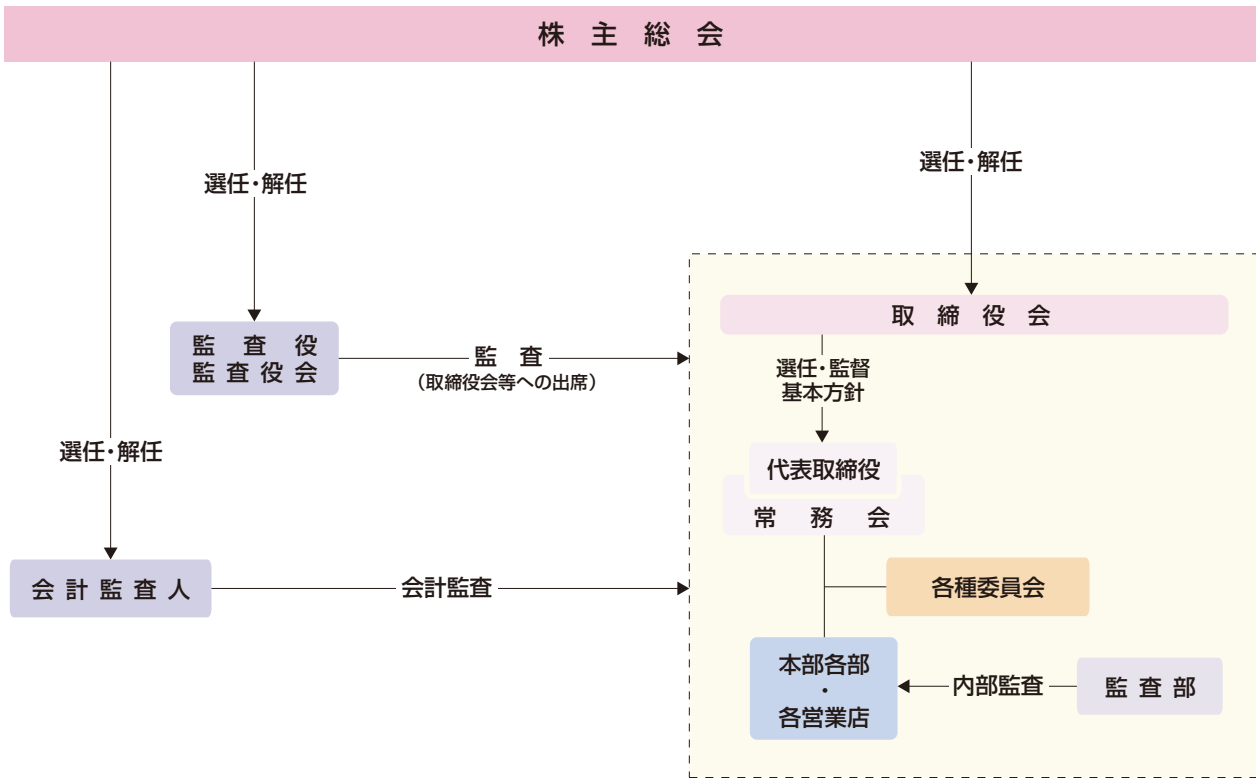 株主総会
選任・解任
選任・解任
選任・解任
取締役会
監査役
監査役会
監査
（取締役会等への出席）
選任・監督
基本方針
代表取締役
常務会
会計監査人
会計監査
各種委員会
本部各部
・
各営業店
内部監査
監査部